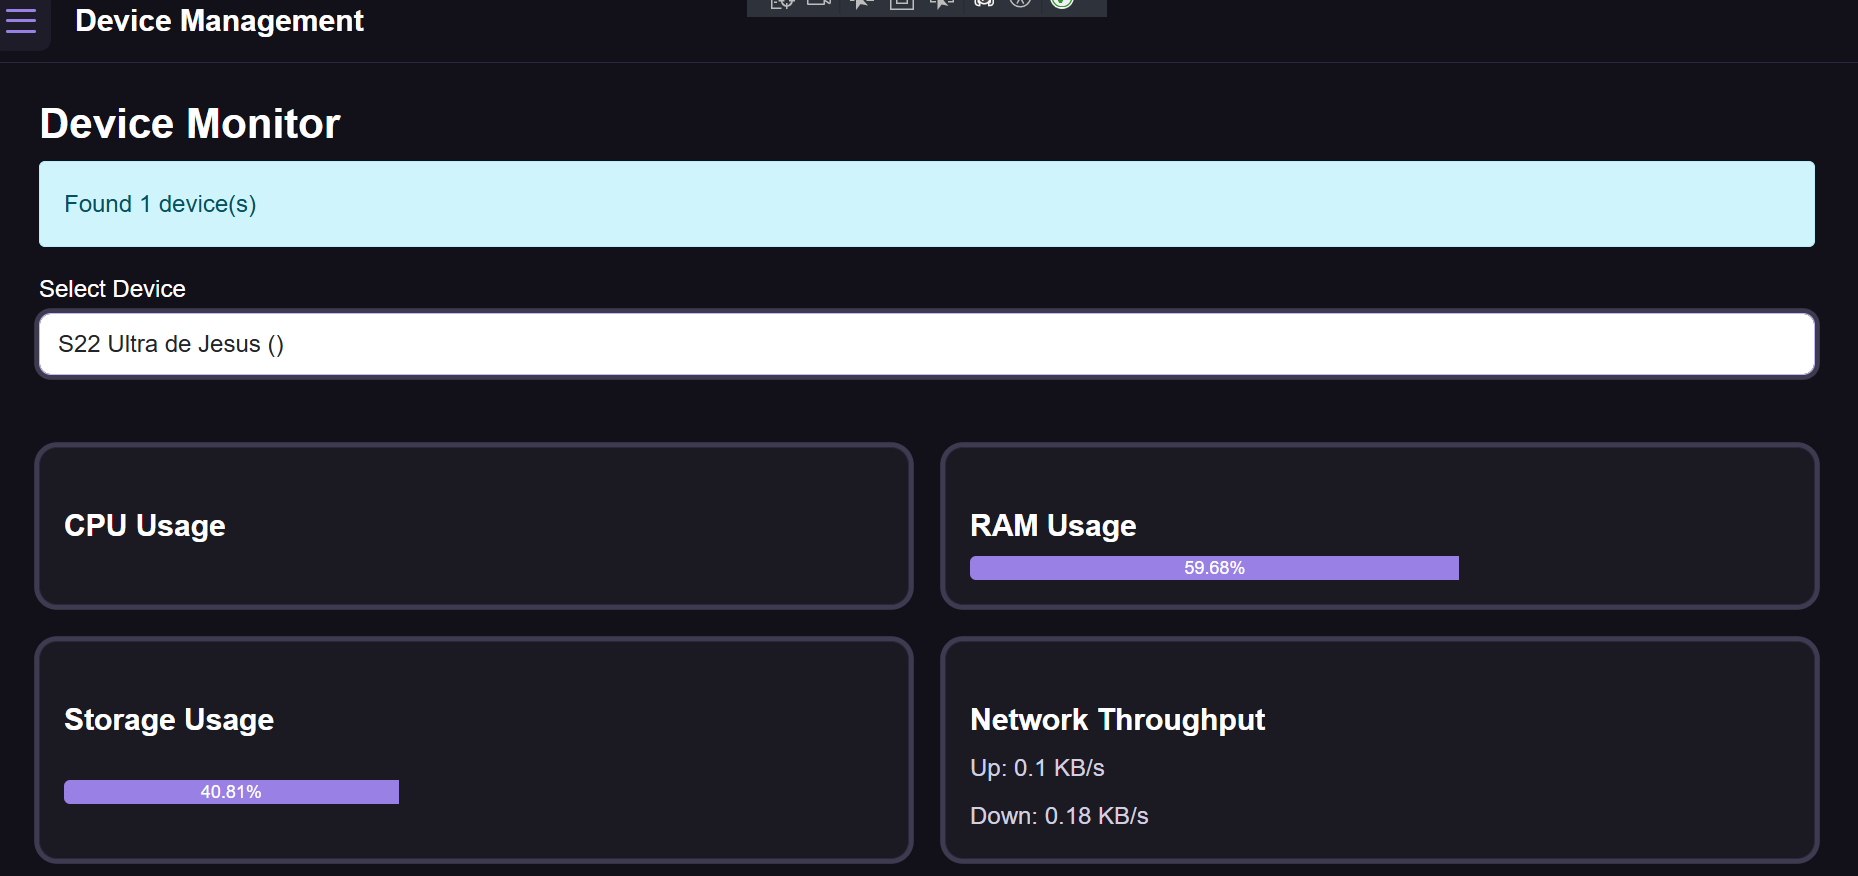 Device Management
Device Monitor
Found 1 device(s)
Select Device
S22 Ultra de Jesus ()
CPU Usage
RAM Usage
59.68%
Storage Usage
40.81%
Network Throughput
Up: 0.1 KB/s
Down: 0.18 KB/s